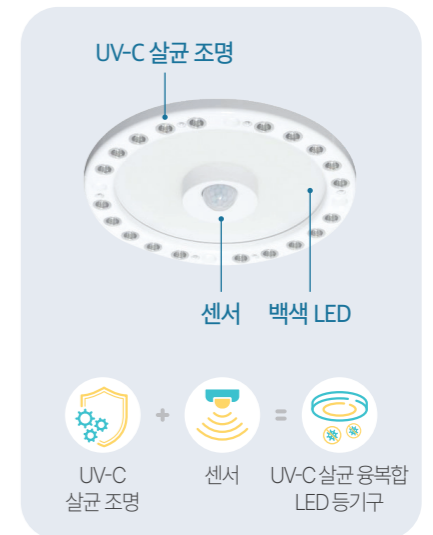 UV-C 살균 조명
센서
백색 LED
+
=
UV-C
살균 조명
센서
UV-C 살균 융복합
LED 등기구